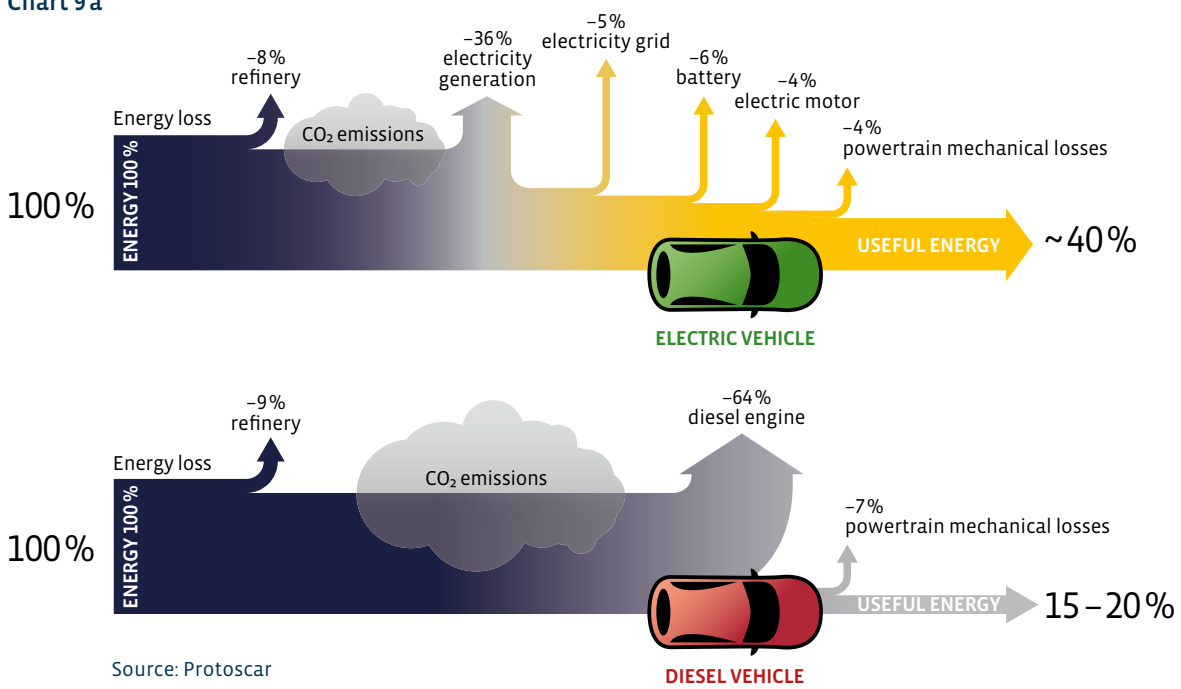 Chart 9a
–8%
refinery
–36%
electricity
generation
–5%
electricity grid
–6%
battery
–4%
electric motor
–4%
powertrain mechanical losses
Energy loss
CO₂ emissions
100%
ENERGY 100%
USEFUL ENERGY
~40%
ELECTRIC VEHICLE
–9%
refinery
–64%
diesel engine
Energy loss
CO₂ emissions
–7%
powertrain mechanical losses
100%
ENERGY 100%
USEFUL ENERGY
15–20%
Source: Protoscar
DIESEL VEHICLE